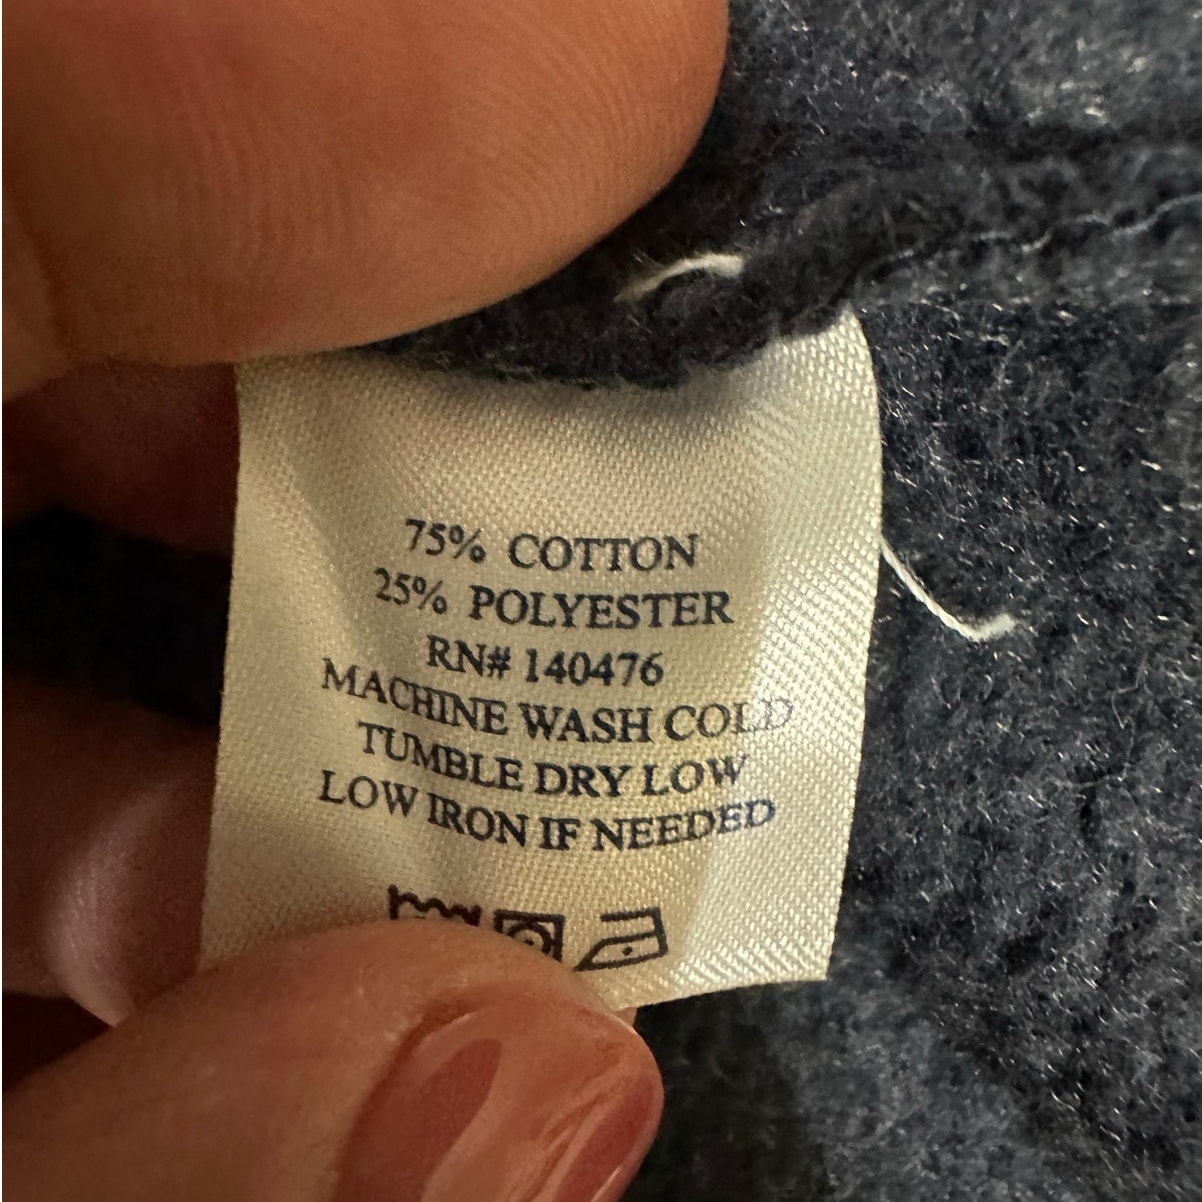 75% COTTON
25% POLYESTER
RN# 140476
MACHINE WASH COLD
TUMBLE DRY LOW
LOW IRON IF NEEDED